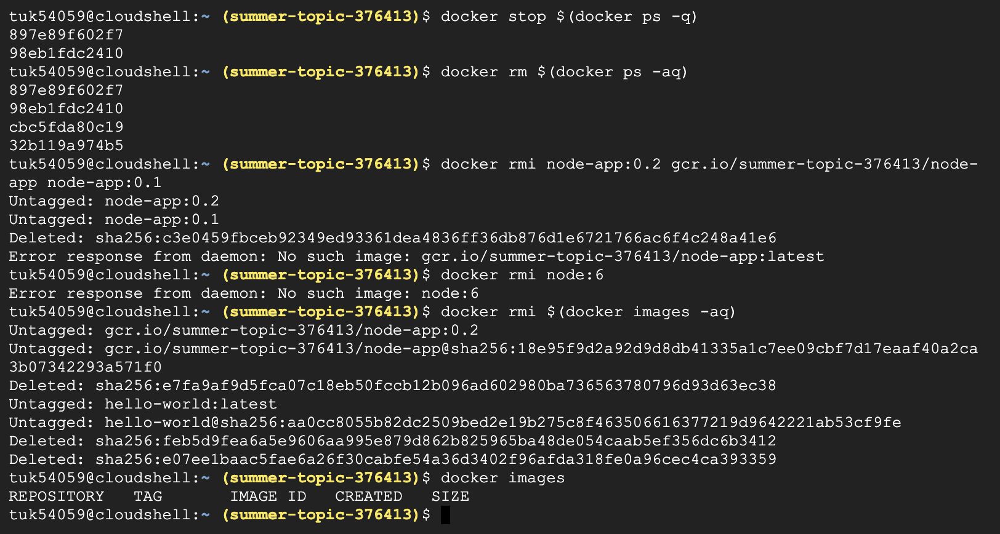 tuk54059@cloudshell:~ (summer-topic-376413)$ docker stop $(docker ps -q)
897e89f602f7
98eb1fdc2410
tuk54059@cloudshell:~ (summer-topic-376413)$ docker rm $(docker ps -aq)
897e89f602f7
98eb1fdc2410
cbc5fda80c19
32b119a974b5
tuk54059@cloudshell:~ (summer-topic-376413)$ docker rmi node-app:0.2 gcr.io/summer-topic-376413/node-
app node-app:0.1
Untagged: node-app:0.2
Untagged: node-app:0.1
Deleted: sha256:c3e0459fbceb92349ed93361dea4836ff36db876d1e6721766ac6f4c248a41e6
Error response from daemon: No such image: gcr.io/summer-topic-376413/node-app:latest
tuk54059@cloudshell:~ (summer-topic-376413)$ docker rmi node:6
Error response from daemon: No such image: node:6
tuk54059@cloudshell:~ (summer-topic-376413)$ docker rmi $(docker images -aq)
Untagged: gcr.io/summer-topic-376413/node-app:0.2
Untagged: gcr.io/summer-topic-376413/node-app@sha256:18e95f9d2a92d9d8db41335a1c7ee09cbf7d17eaaf40a2ca
3b07342293a571f0
Deleted: sha256:e7fa9af9d5fca07c18eb50fccb12b096ad602980ba736563780796d93d63ec38
Untagged: hello-world:latest
Untagged: hello-world@sha256:aa0cc8055b82dc2509bed2e19b275c8f463506616377219d9642221ab53cf9fe
Deleted: sha256:feb5d9fea6a5e9606aa995e879d862b825965ba48de054caab5ef356dc6b3412
Deleted: sha256:e07ee1baac5fae6a26f30cabfe54a36d3402f96afda318fe0a96cec4ca393359
tuk54059@cloudshell:~ (summer-topic-376413)$ docker images
REPOSITORY   TAG       IMAGE ID   CREATED   SIZE
tuk54059@cloudshell:~ (summer-topic-376413)$